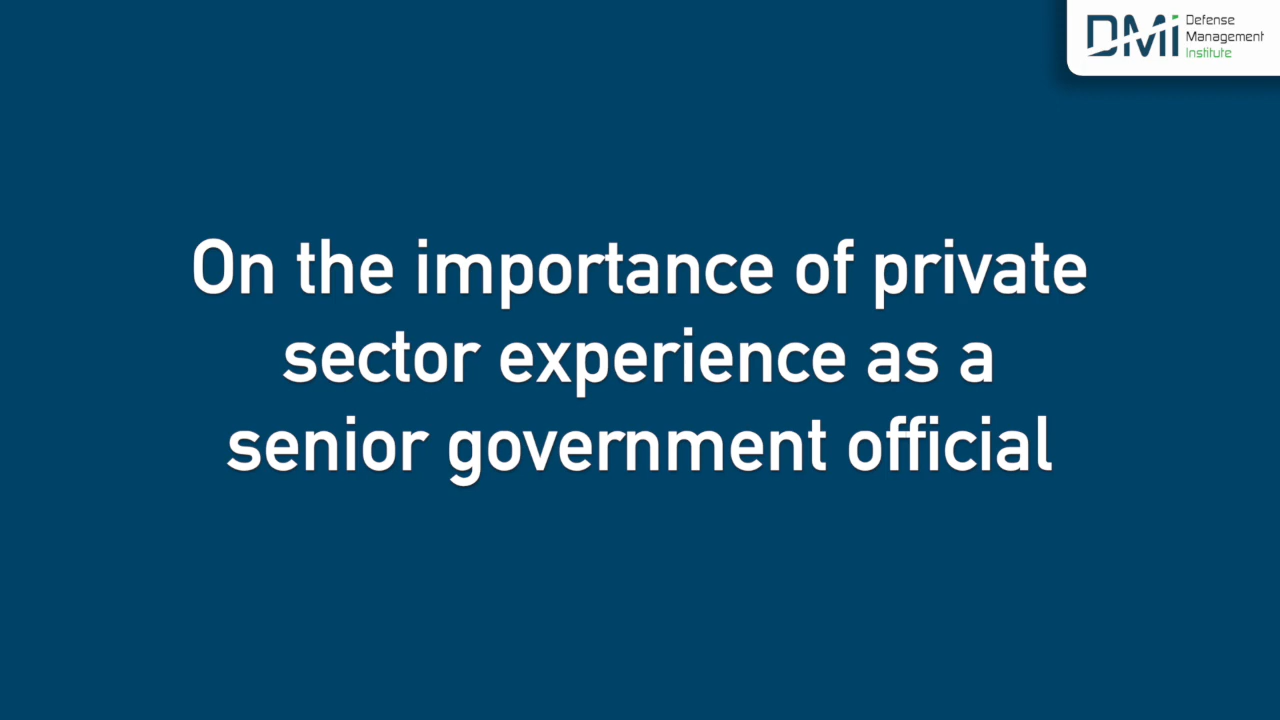 DMi
Defense
Management
Institute
On the importance of private
sector experience as a
senior government official